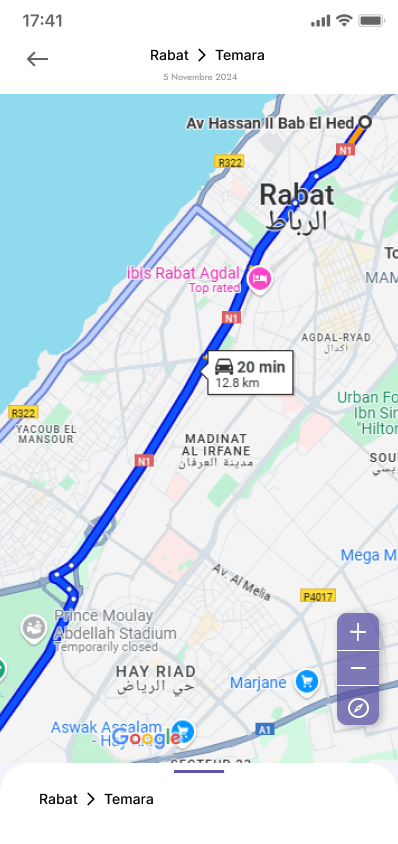 17:41
Rabat > Temara
5 Novembre 2024
Av Hassan II Bab El Hed
N1
R322
Rabat
الرباط
To
ibis Rabat Agdal
Top rated
MAM
N1
AGDAL-RYAD
أكدال
20 min
12.8 km
Urban Fo
Ibn Sin
"Hilton
R322
YACOUB EL
MANSOUR
MADINAT
AL IRFANE
مدينة العرفان
SOU
يسي
N1
Mega M
Av. Al Melia
P4017
Prince Moulay
Abdellah Stadium
Temporarily closed
HAY RIAD
حي الرياض
Marjane
Aswak Assalam
- Hay
Google
A1
SECTEUR 23
Rabat > Temara